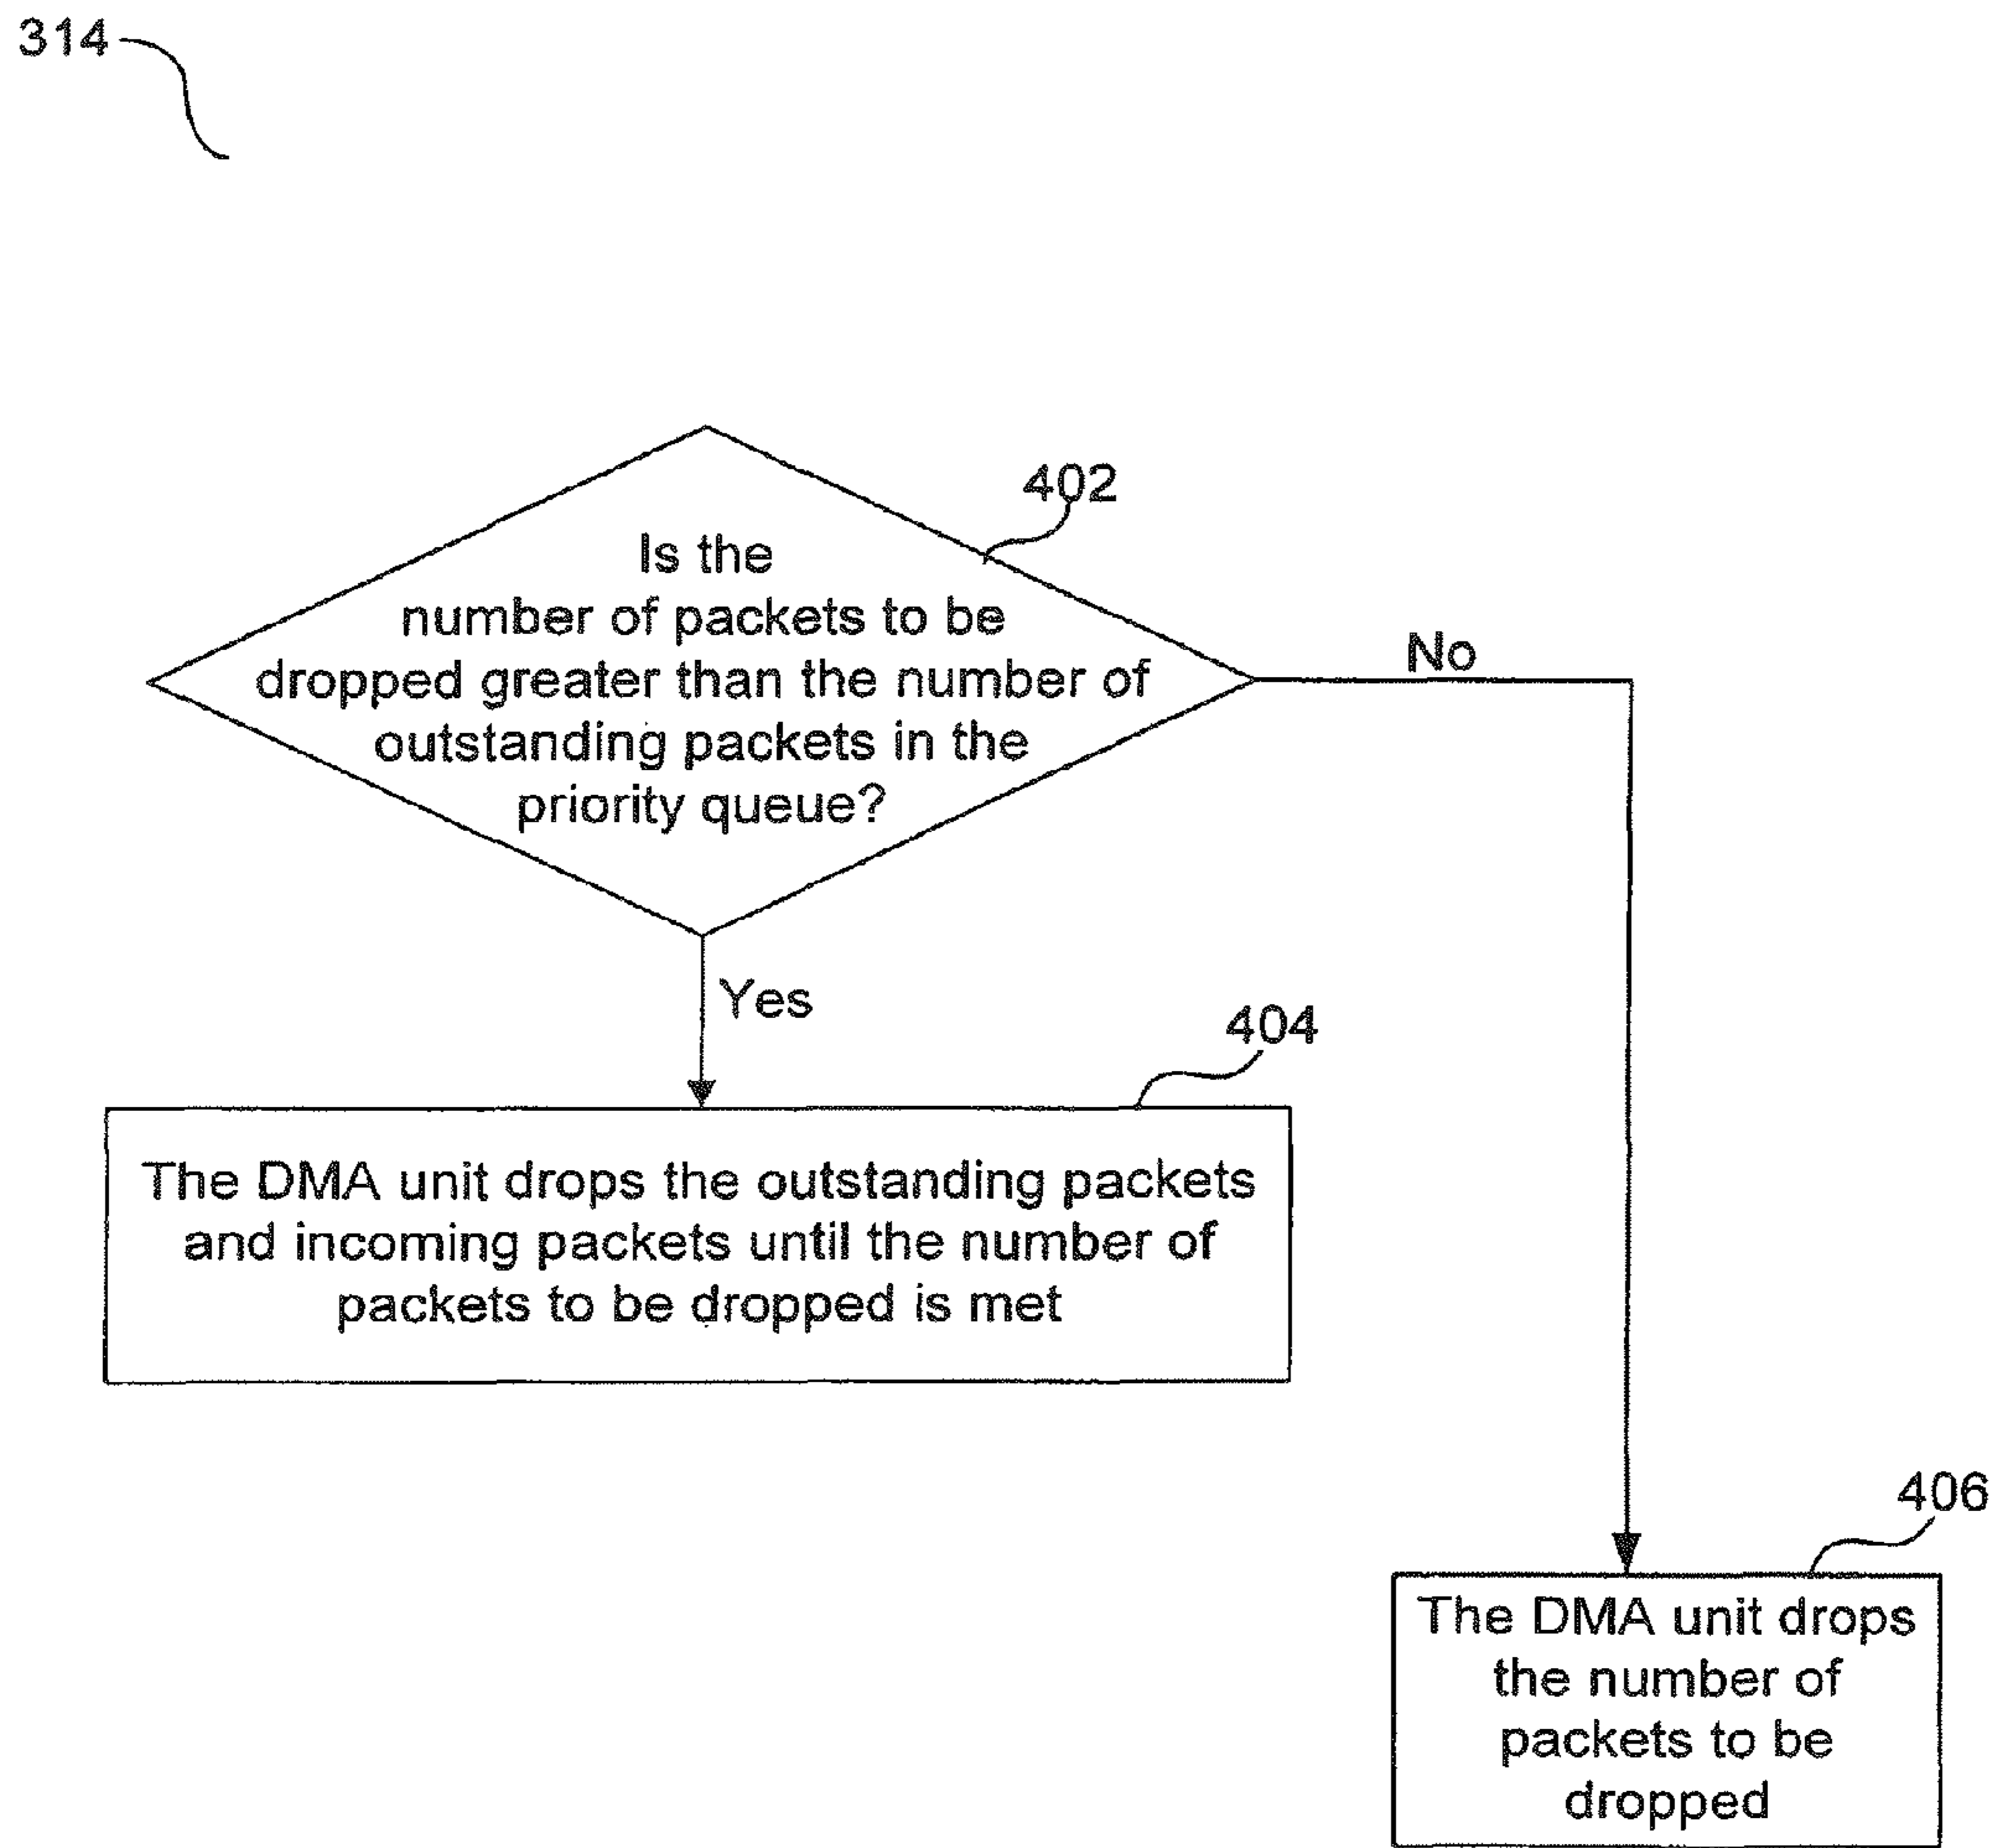 314
402
Is the
number of packets to be
dropped greater than the number of
outstanding packets in the
priority queue?
No
Yes
404
The DMA unit drops the outstanding packets
and incoming packets until the number of
packets to be dropped is met
406
The DMA unit drops
the number of
packets to be
dropped